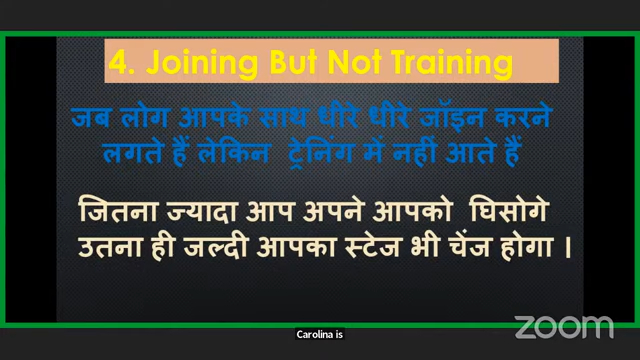 4. Joining But Not Training
जब लोग आपके साथ धीरे धीरे जॉइन करने
लगते हैं लेकिन ट्रेनिंग में नहीं आते हैं
जितना ज्यादा आप अपने आपको घिसोगे
उतना ही जल्दी आपका स्टेज भी चेंज होगा ।
zoom
Carolina is